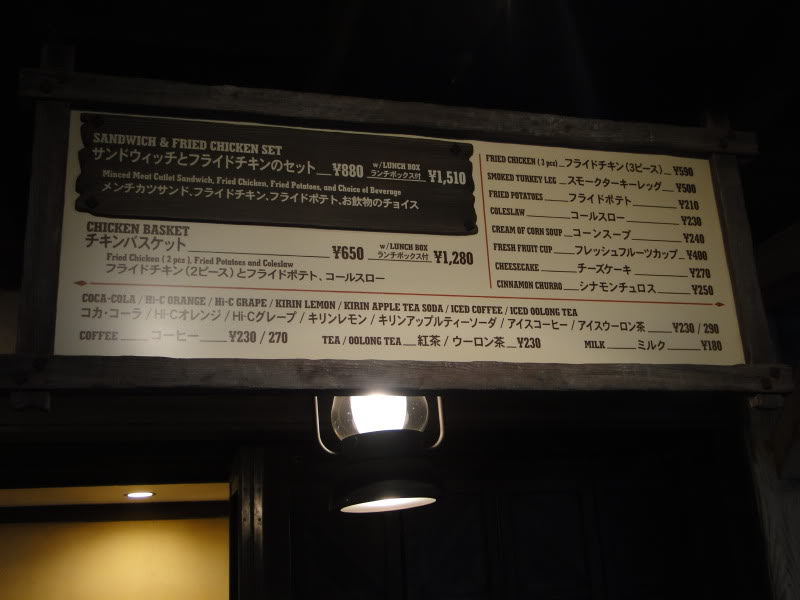 SANDWICH & FRIED CHICKEN SET
サンドウィッチとフライドチキンのセット ¥880 w/LUNCH BOX ランチボックス付 ¥1,510
Minced Meat Cutlet Sandwich, Fried Chicken, Fried Potatoes, and Choice of Beverage
メンチカツサンド、フライドチキン、フライドポテト、お飲物のチョイス
CHICKEN BASKET
チキンバスケット ¥650 w/LUNCH BOX ランチボックス付 ¥1,280
Fried Chicken (2 pcs), Fried Potatoes and Coleslaw
フライドチキン(2ピース)とフライドポテト、コールスロー
FRIED CHICKEN (3 pcs) フライドチキン(3ピース) ¥590
SMOKED TURKEY LEG スモークターキーレッグ ¥500
FRIED POTATOES フライドポテト ¥210
COLESLAW コールスロー ¥230
CREAM OF CORN SOUP コーンスープ ¥240
FRESH FRUIT CUP フレッシュフルーツカップ ¥400
CHEESECAKE チーズケーキ ¥270
CINNAMON CHURRO シナモンチュロス ¥250
COCA-COLA / Hi-C ORANGE / Hi-C GRAPE / KIRIN LEMON / KIRIN APPLE TEA SODA / ICED COFFEE / ICED OOLONG TEA
コカ・コーラ / Hi-Cオレンジ / Hi-Cグレープ / キリンレモン / キリンアップルティーソーダ / アイスコーヒー / アイスウーロン茶 ¥230 / 290
COFFEE コーヒー ¥230 / 270 TEA / OOLONG TEA 紅茶 / ウーロン茶 ¥230 MILK ミルク ¥180